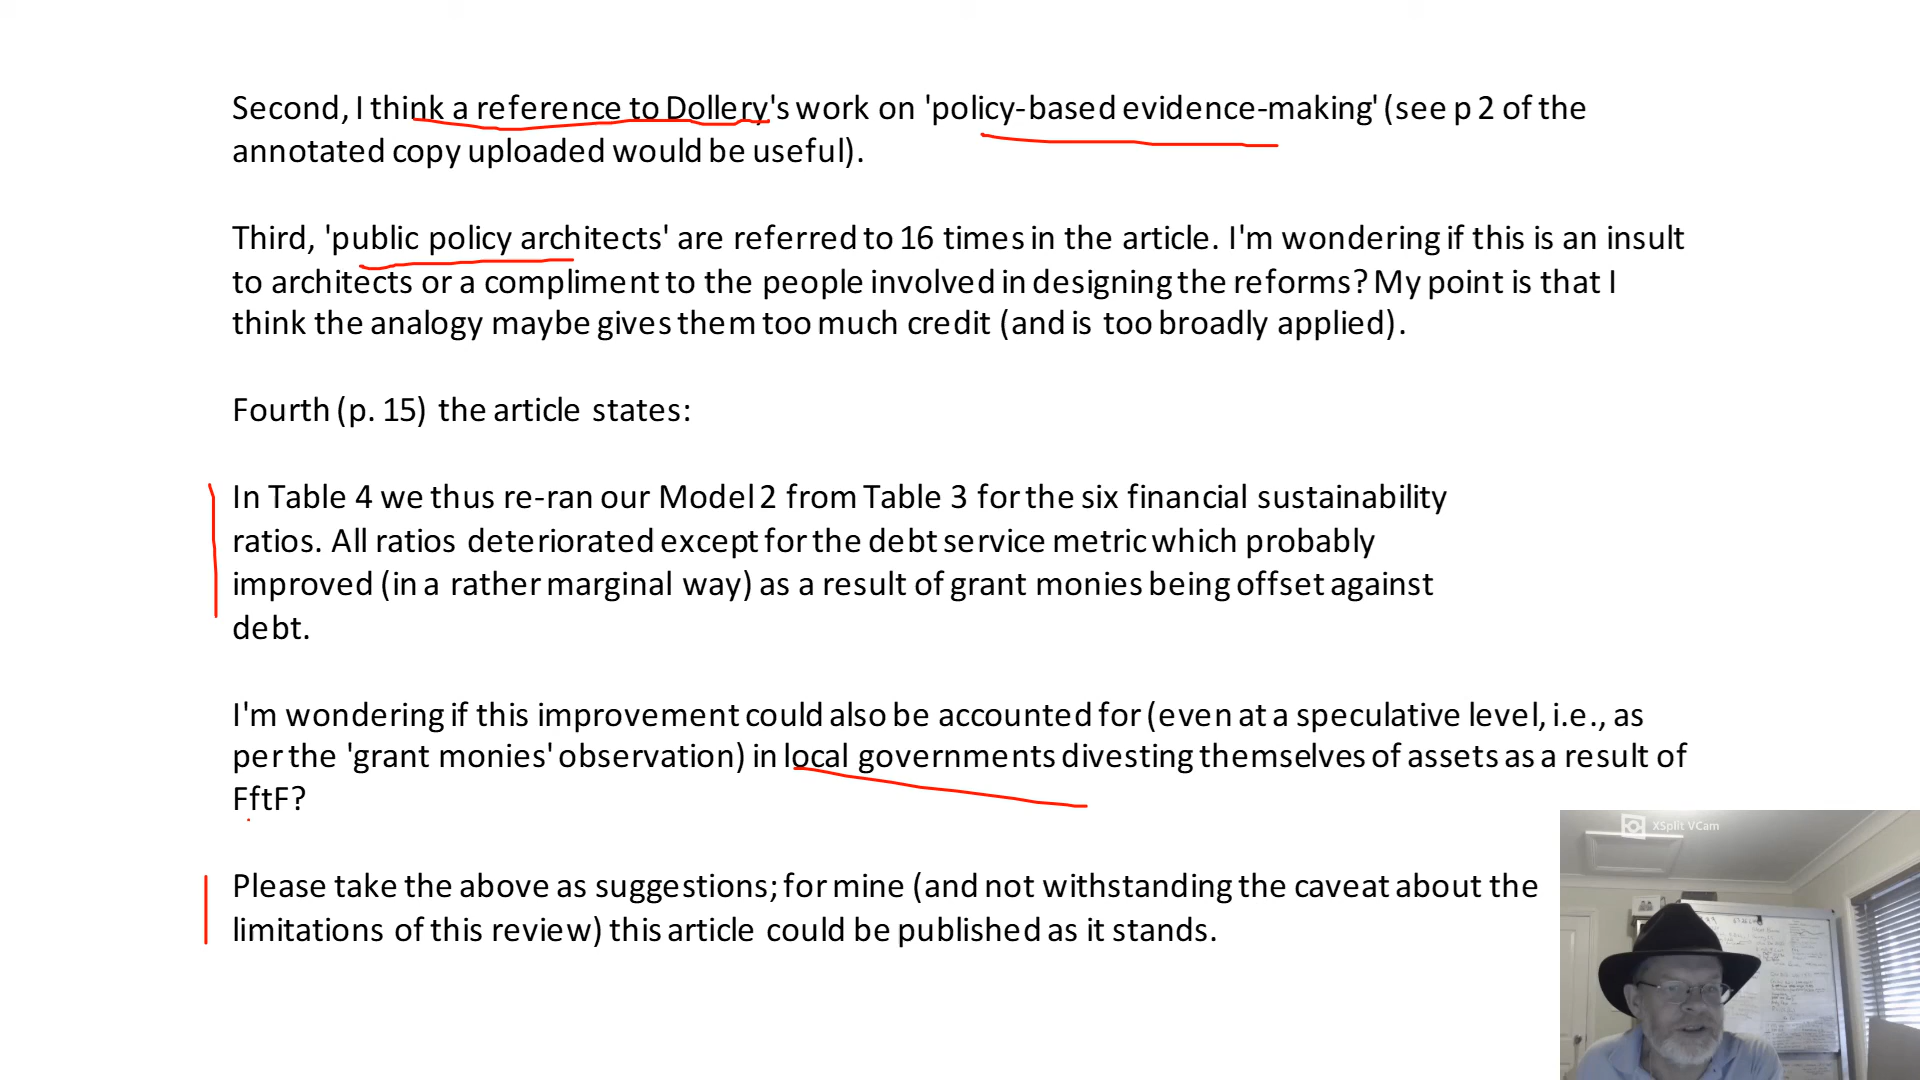 Second, I think a reference to Dollery's work on 'policy-based evidence-making' (see p 2 of the
annotated copy uploaded would be useful).
Third, 'public policy architects' are referred to 16 times in the article. I'm wondering if this is an insult
to architects or a compliment to the people involved in designing the reforms? My point is that I
think the analogy maybe gives them too much credit (and is too broadly applied).
Fourth (p. 15) the article states:
In Table 4 we thus re-ran our Model 2 from Table 3 for the six financial sustainability
ratios. All ratios deteriorated except for the debt service metric which probably
improved (in a rather marginal way) as a result of grant monies being offset against
debt.
I'm wondering if this improvement could also be accounted for (even at a speculative level, i.e., as
per the 'grant monies' observation) in local governments divesting themselves of assets as a result of
FftF?
Please take the above as suggestions; for mine (and not withstanding the caveat about the
limitations of this review) this article could be published as it stands.
XSplit VCam